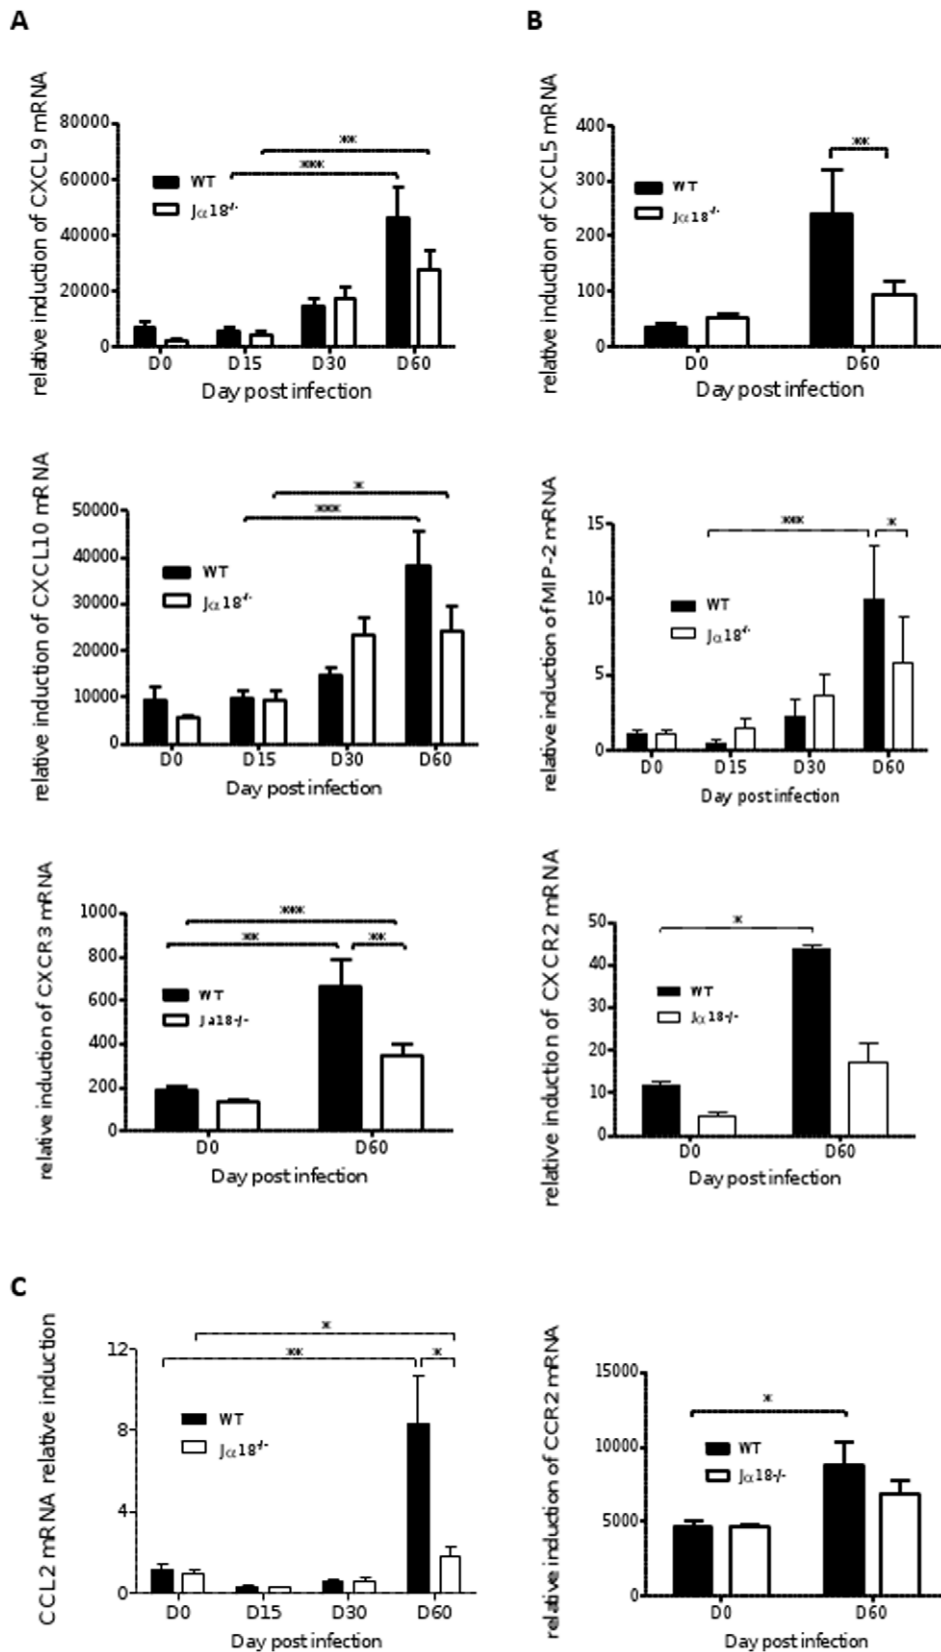 A
relative induction of CXCL9 mRNA
80000
60000
40000
20000
0
**
***
WT
Jα18-/-
D0 D15 D30 D60
Day post infection
B
relative induction of CXCL5 mRNA
400
300
200
100
0
**
WT
Jα18-/-
D0 D60
Day post infection
relative induction of CXCL10 mRNA
50000
40000
30000
20000
10000
0
*
***
WT
Jα18-/-
D0 D15 D30 D60
Day post infection
relative induction of MIP-2 mRNA
15
10
5
0
***
*
WT
Jα18-/-
D0 D15 D30 D60
Day post infection
relative induction of CXCR3 mRNA
1000
800
600
400
200
0
***
**
**
WT
Ja18-/-
D0 D60
Day post infection
relative induction of CXCR2 mRNA
50
40
30
20
10
0
*
WT
Jα18-/-
D0 D60
Day post infection
C
CCL2 mRNA relative induction
12
8
4
0
*
**
*
WT
Jα18-/-
D0 D15 D30 D60
Day post infection
relative induction of CCR2 mRNA
15000
10000
5000
0
*
WT
Jα18-/-
D0 D60
Day post infection